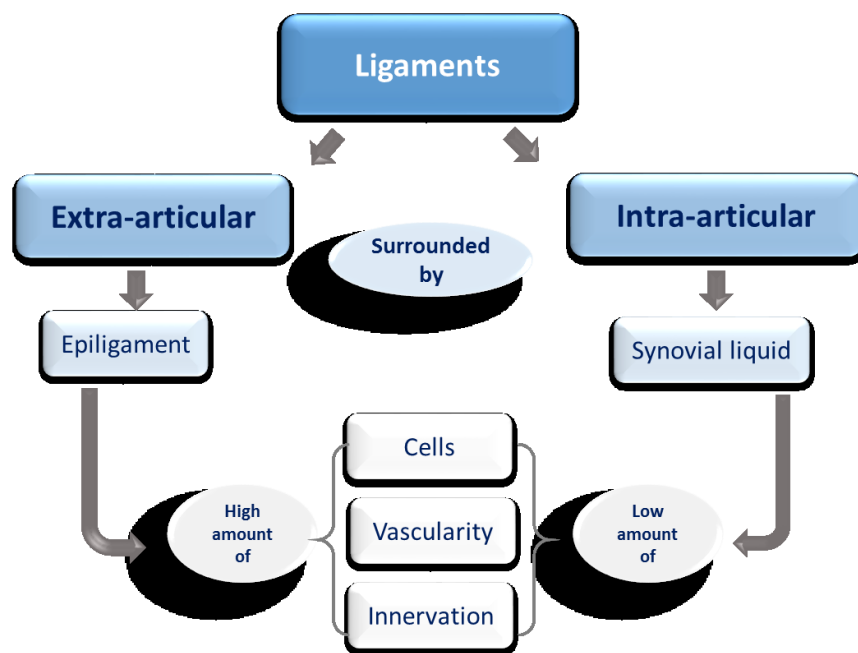 Ligaments
Extra-articular
Intra-articular
Surrounded
by
Epiligament
Synovial liquid
Cells
High
amount
of
Low
amount
of
Vascularity
Innervation